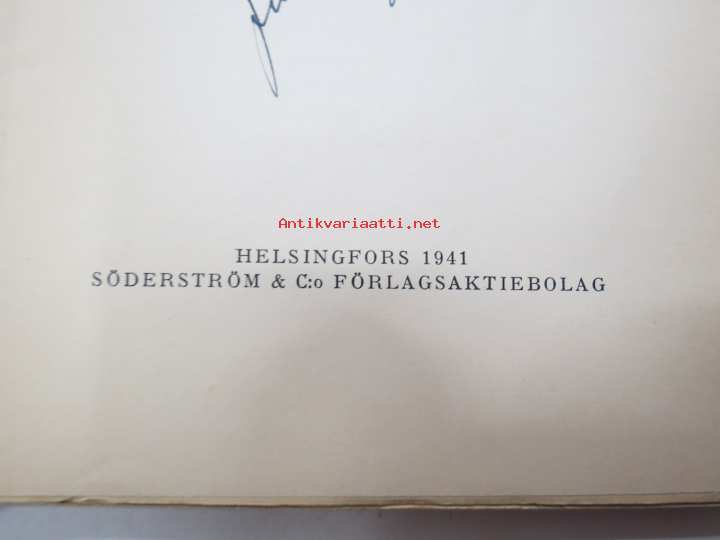 Antikvariaatti.net
HELSINGFORS 1941
SÖDERSTRÖM & C:o FÖRLAGSAKTIEBOLAG